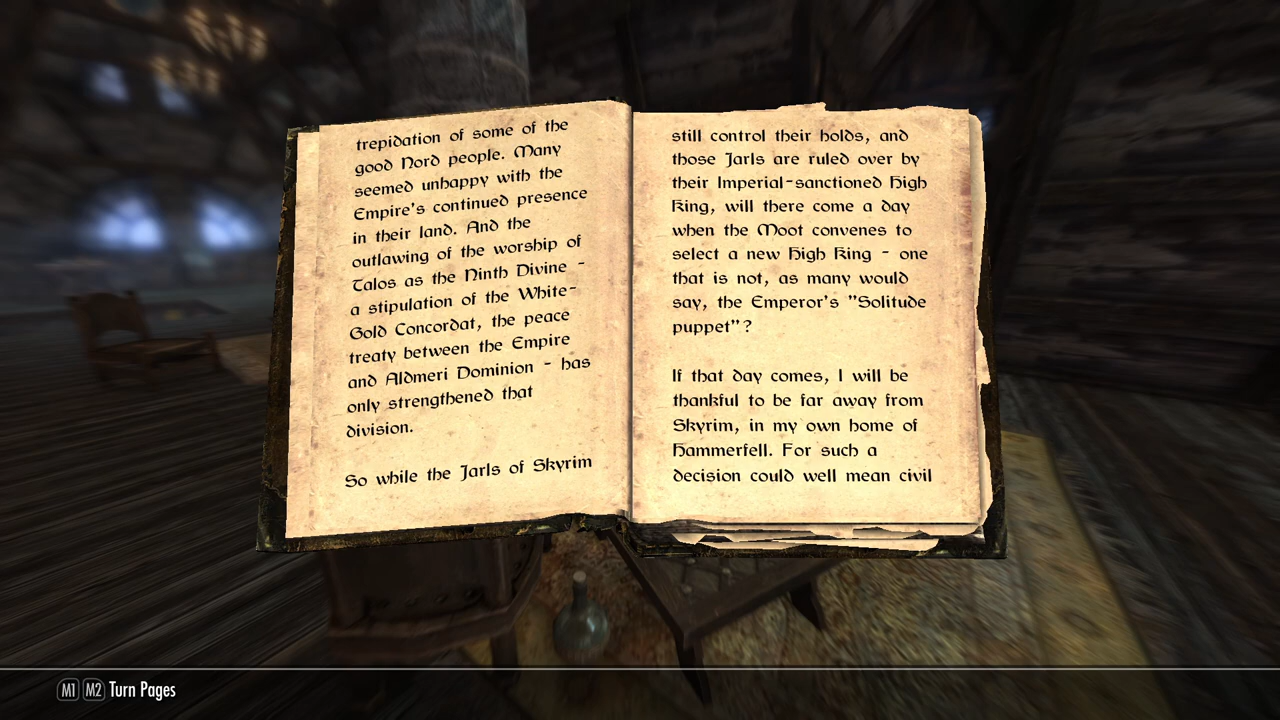 trepidation of some of the
good Nord people. Many
seemed unhappy with the
Empire's continued presence
in their land. And the
outlawing of the worship of
Talos as the Ninth Divine -
a stipulation of the White-
Gold Concordat, the peace
treaty between the Empire
and Aldmeri Dominion - has
only strengthened that
division.
So while the Jarls of Skyrim
still control their holds, and
those Jarls are ruled over by
their Imperial-sanctioned High
King, will there come a day
when the Moot convenes to
select a new High King - one
that is not, as many would
say, the Emperor's "Solitude
puppet"?
If that day comes, I will be
thankful to be far away from
Skyrim, in my own home of
Hammerfell. For such a
decision could well mean civil
M1 M2 Turn Pages